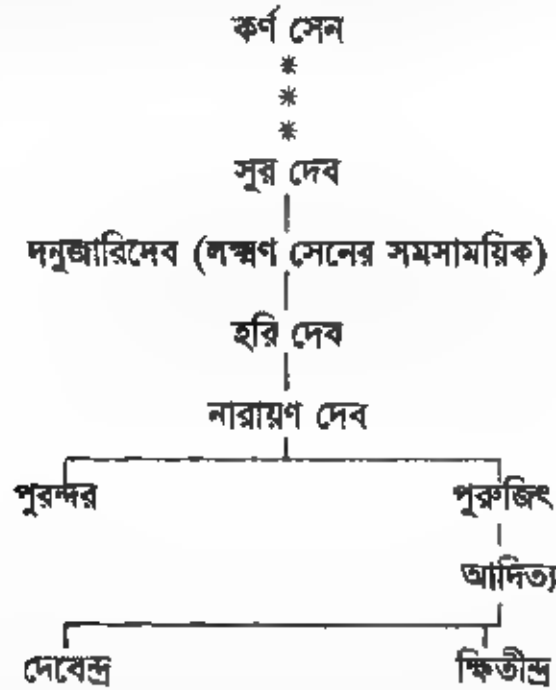 কর্ণ সেন
*
*
*
সুর দেব
দনুজারিদেব (লক্ষ্মণ সেনের সমসাময়িক)
হরি দেব
নারায়ণ দেব
পুরন্দর পুরুজিৎ
আদিত্য
দেবেন্দ্র ক্ষিতীন্দ্র